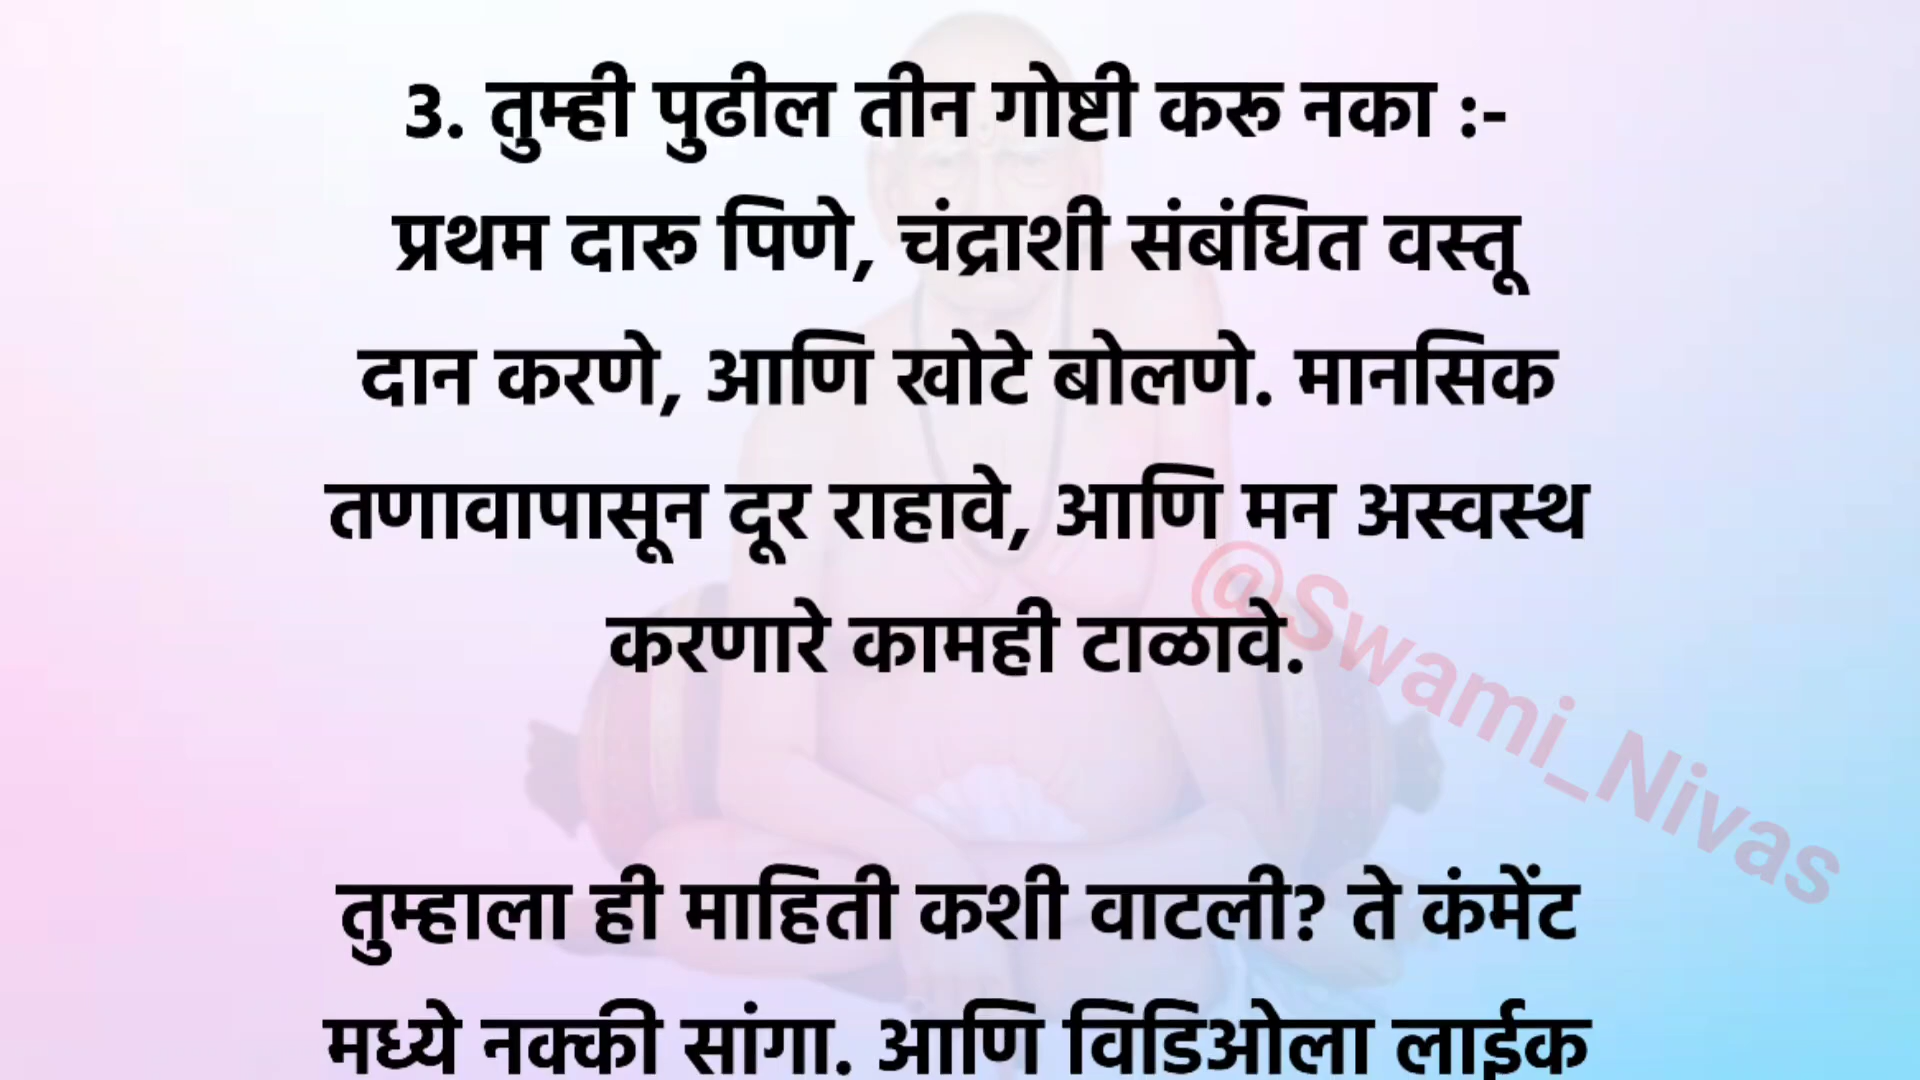 3. तुम्ही पुढील तीन गोष्टी करू नका :-
प्रथम दारू पिणे, चंद्राशी संबंधित वस्तू
दान करणे, आणि खोटे बोलणे. मानसिक
तणावापासून दूर राहावे, आणि मन अस्वस्थ
करणारे कामही टाळावे.
@Swami_Nivas
तुम्हाला ही माहिती कशी वाटली? ते कंमेंट
मध्ये नक्की सांगा. आणि विडिओला लाईक